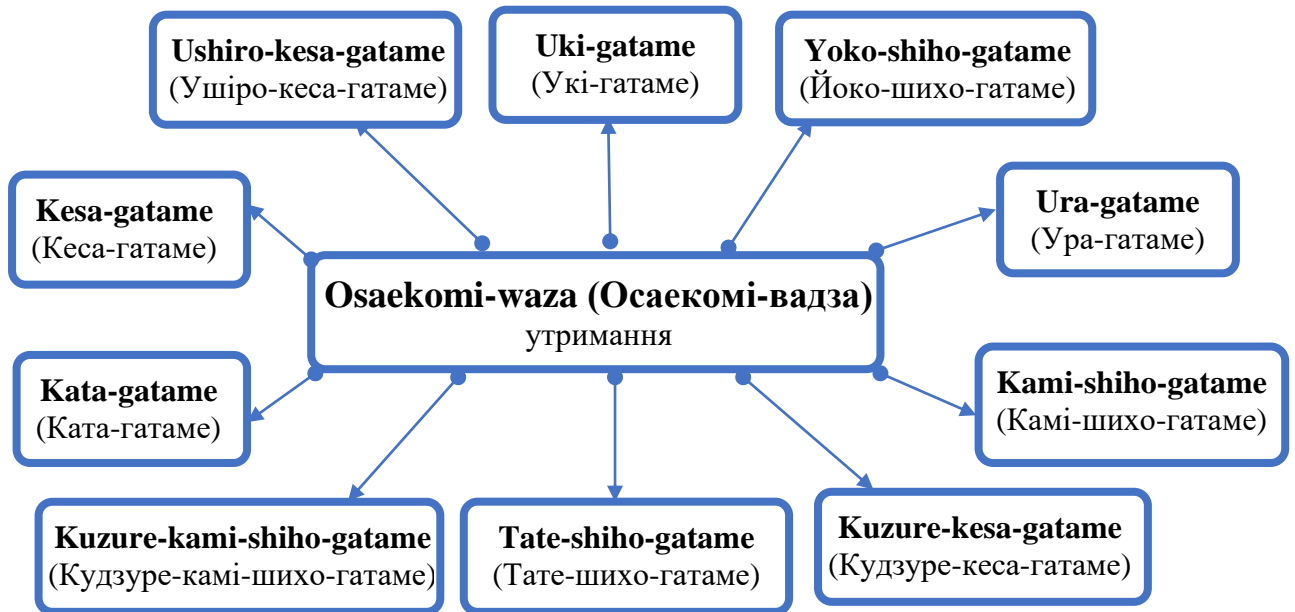 Ushiro-kesa-gatame
(Ушіро-кеса-гатаме)
Uki-gatame
(Укі-гатаме)
Yoko-shiho-gatame
(Йоко-шихо-гатаме)
Kesa-gatame
(Кеса-гатаме)
Ura-gatame
(Ура-гатаме)
Osaekomi-waza (Осаекомі-вадза)
утримання
Kata-gatame
(Ката-гатаме)
Kami-shiho-gatame
(Камі-шихо-гатаме)
Kuzure-kami-shiho-gatame
(Кудзуре-камі-шихо-гатаме)
Tate-shiho-gatame
(Тате-шихо-гатаме)
Kuzure-kesa-gatame
(Кудзуре-кеса-гатаме)